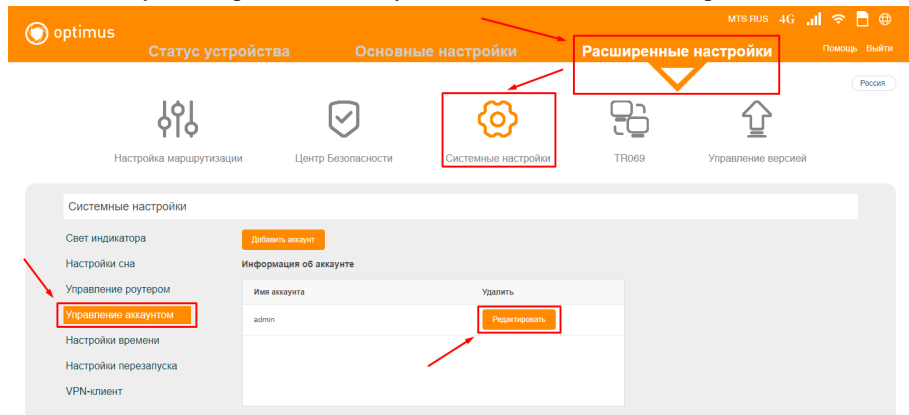 MTS RUS 4G
optimus
Статус устройства Основные настройки Расширенные настройки Помощь Выйти
Россия
Настройка маршрутизации Центр Безопасности Системные настройки TR069 Управление версией
Системные настройки
Свет индикатора
Добавить аккаунт
Настройки сна
Информация об аккаунте
Управление роутером
Имя аккаунта Удалить
Управление аккаунтом
admin Редактировать
Настройки времени
Настройки перезапуска
VPN-клиент